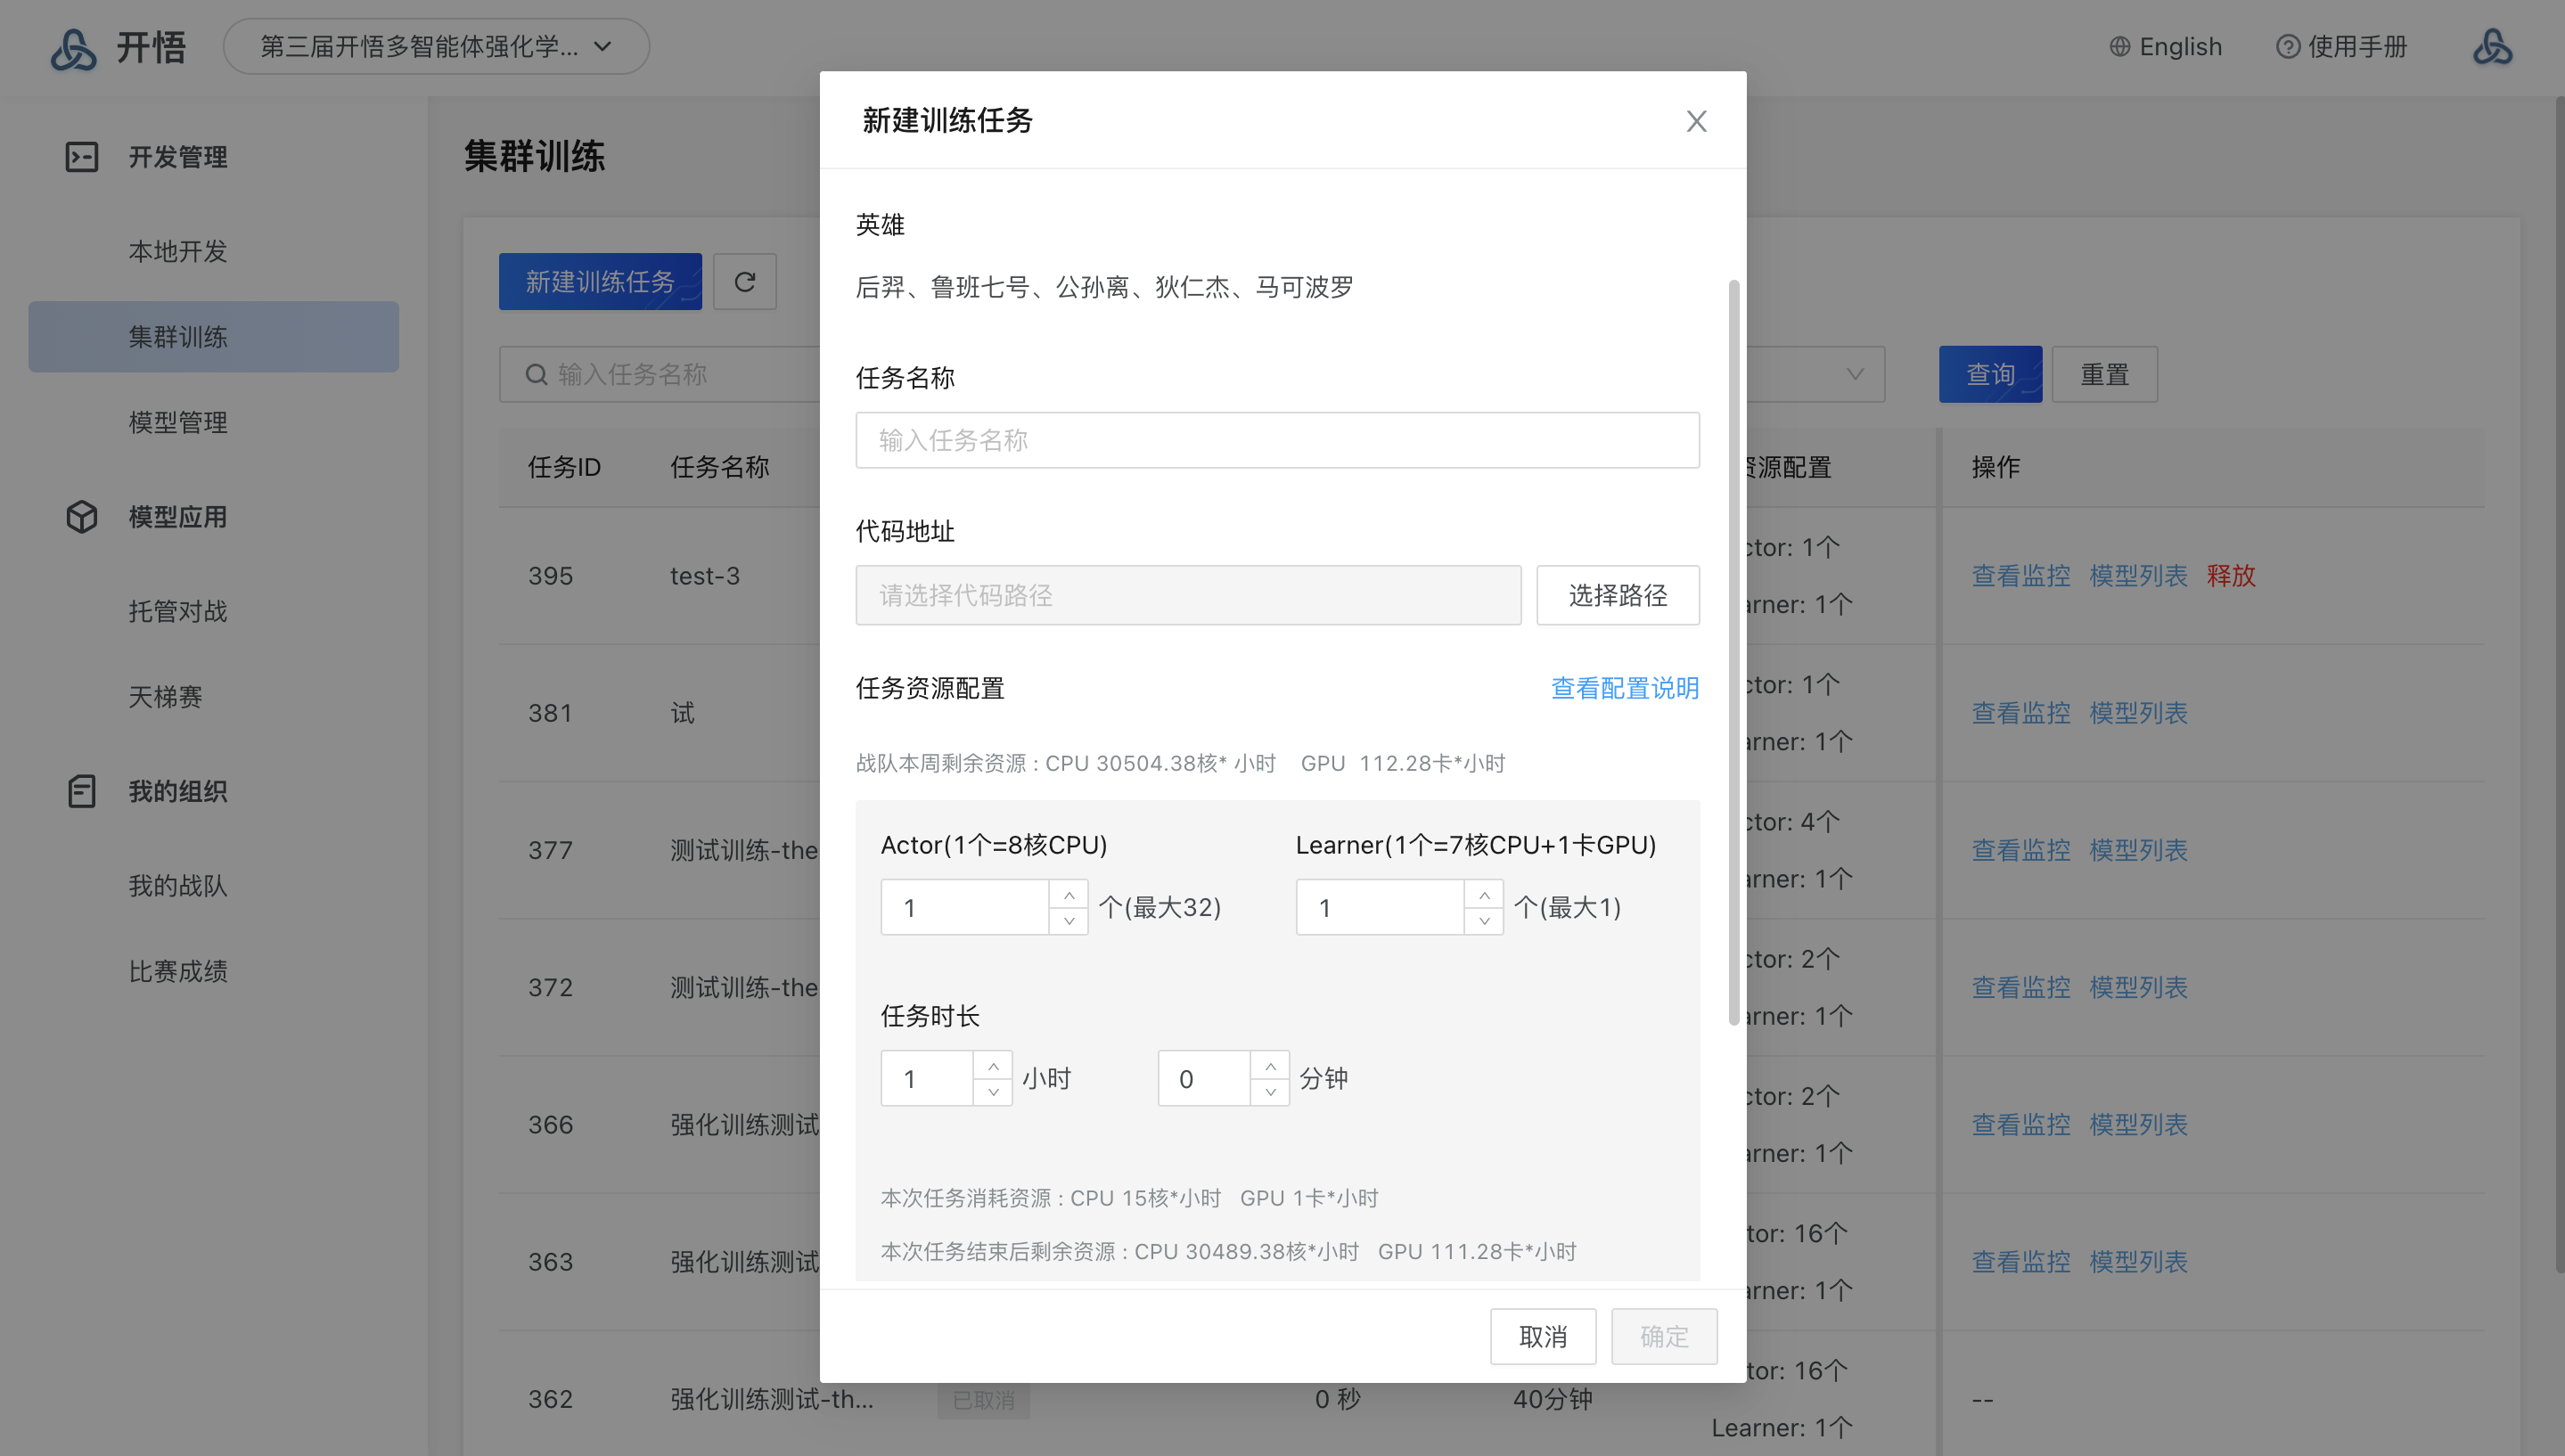 开悟
第三届开悟多智能体强化学...
English
使用手册
开发管理
本地开发
集群训练
模型管理
模型应用
托管对战
天梯赛
我的组织
我的战队
比赛成绩
集群训练
新建训练任务
输入任务名称
查询
重置
任务ID 任务名称 资源配置 操作
395 test-3 ctor: 1个 arner: 1个 查看监控 模型列表 释放
381 试 ctor: 1个 arner: 1个 查看监控 模型列表
377 测试训练-the ctor: 4个 arner: 1个 查看监控 模型列表
372 测试训练-the ctor: 2个 arner: 1个 查看监控 模型列表
366 强化训练测试 ctor: 2个 arner: 1个 查看监控 模型列表
363 强化训练测试 tor: 16个 arner: 1个 查看监控 模型列表
362 强化训练测试-th... 已取消 0 秒 40分钟 tor: 16个 Learner: 1个 --
新建训练任务
英雄
后羿、鲁班七号、公孙离、狄仁杰、马可波罗
任务名称
输入任务名称
代码地址
请选择代码路径 选择路径
任务资源配置 查看配置说明
战队本周剩余资源 : CPU 30504.38核* 小时 GPU 112.28卡*小时
Actor(1个=8核CPU) Learner(1个=7核CPU+1卡GPU)
1 个(最大32) 1 个(最大1)
任务时长
1 小时 0 分钟
本次任务消耗资源 : CPU 15核*小时 GPU 1卡*小时
本次任务结束后剩余资源 : CPU 30489.38核*小时 GPU 111.28卡*小时
取消 确定